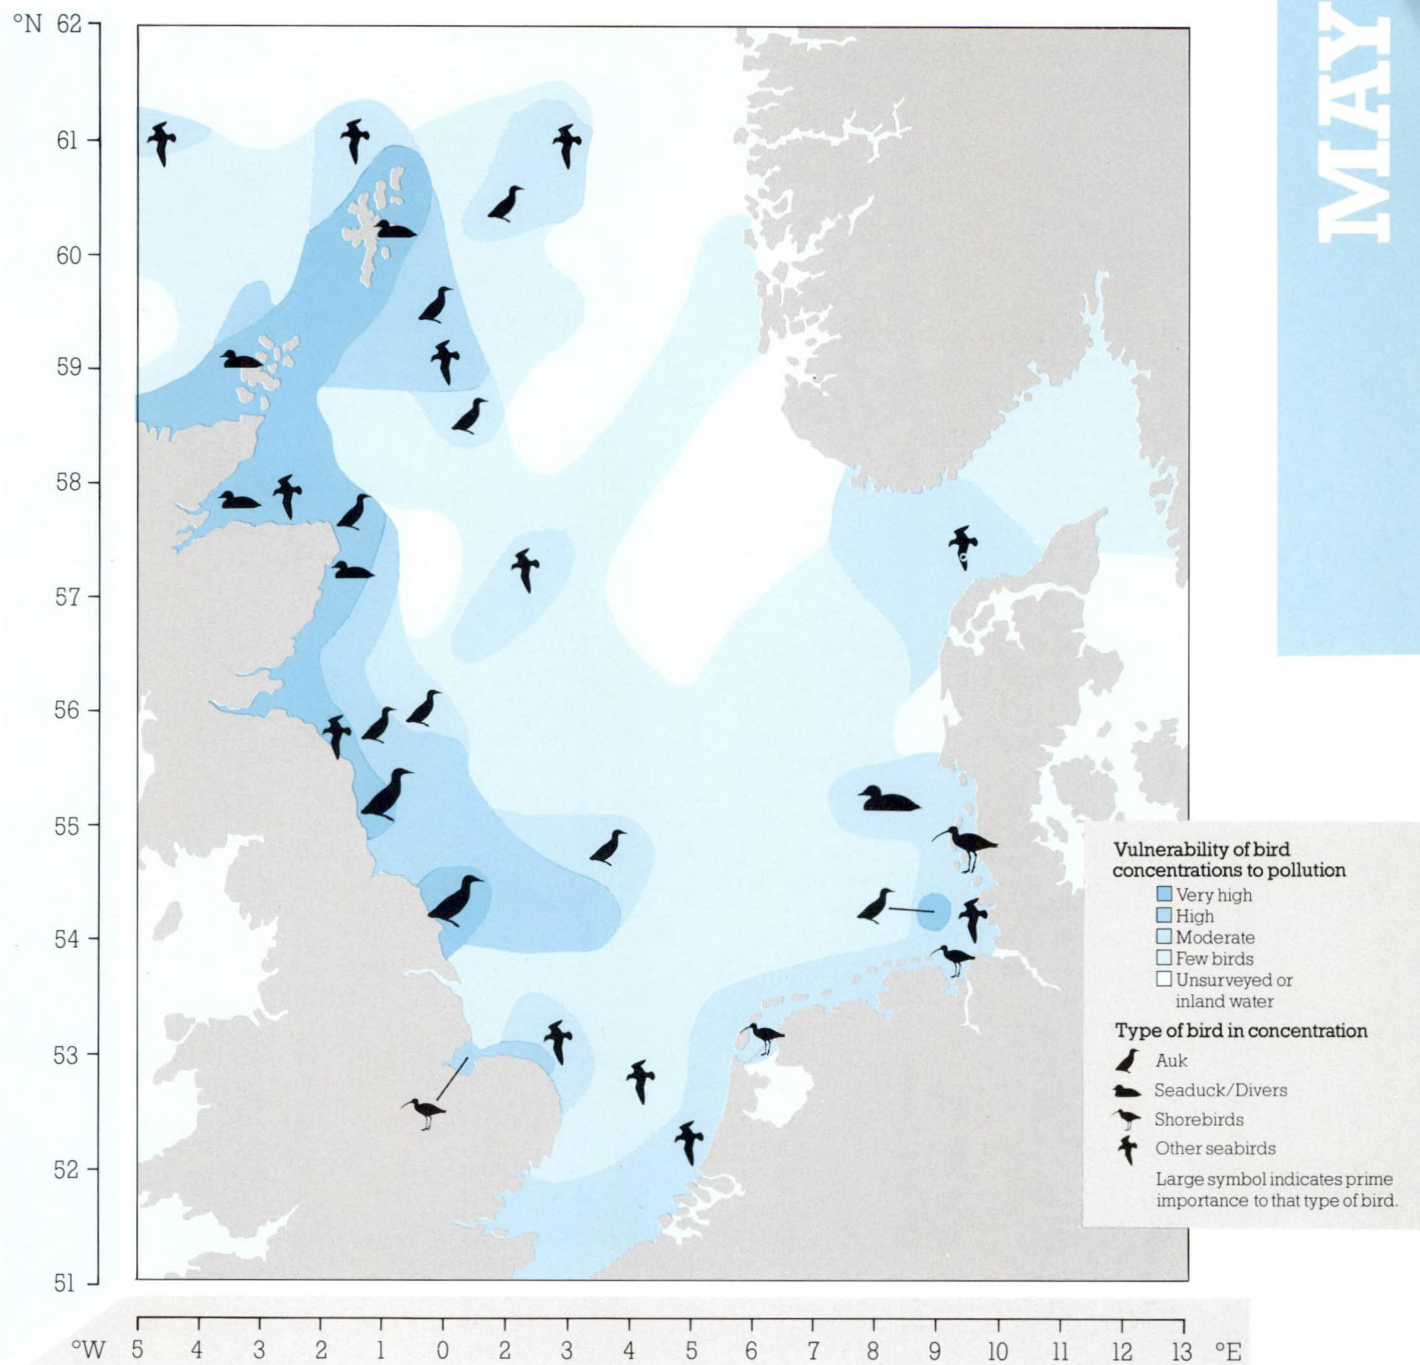 MAY
°N 62
61
60
59
58
57
56
55
54
53
52
51
Vulnerability of bird
concentrations to pollution
Very high
High
Moderate
Few birds
Unsurveyed or
inland water
Type of bird in concentration
Auk
Seaduck/Divers
Shorebirds
Other seabirds
Large symbol indicates prime
importance to that type of bird.
°W 5 4 3 2 1 0 2 3 4 5 6 7 8 9 10 11 12 13 °E